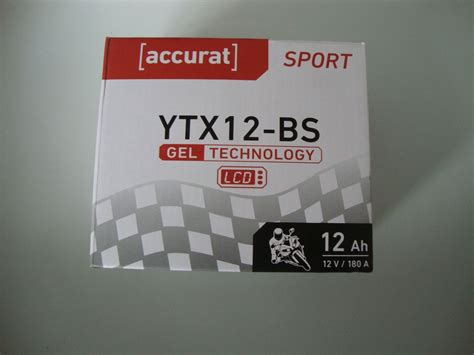 [accurat] SPORT
YTX12-BS
GEL TECHNOLOGY
LCD
12 Ah
12 V / 180 A